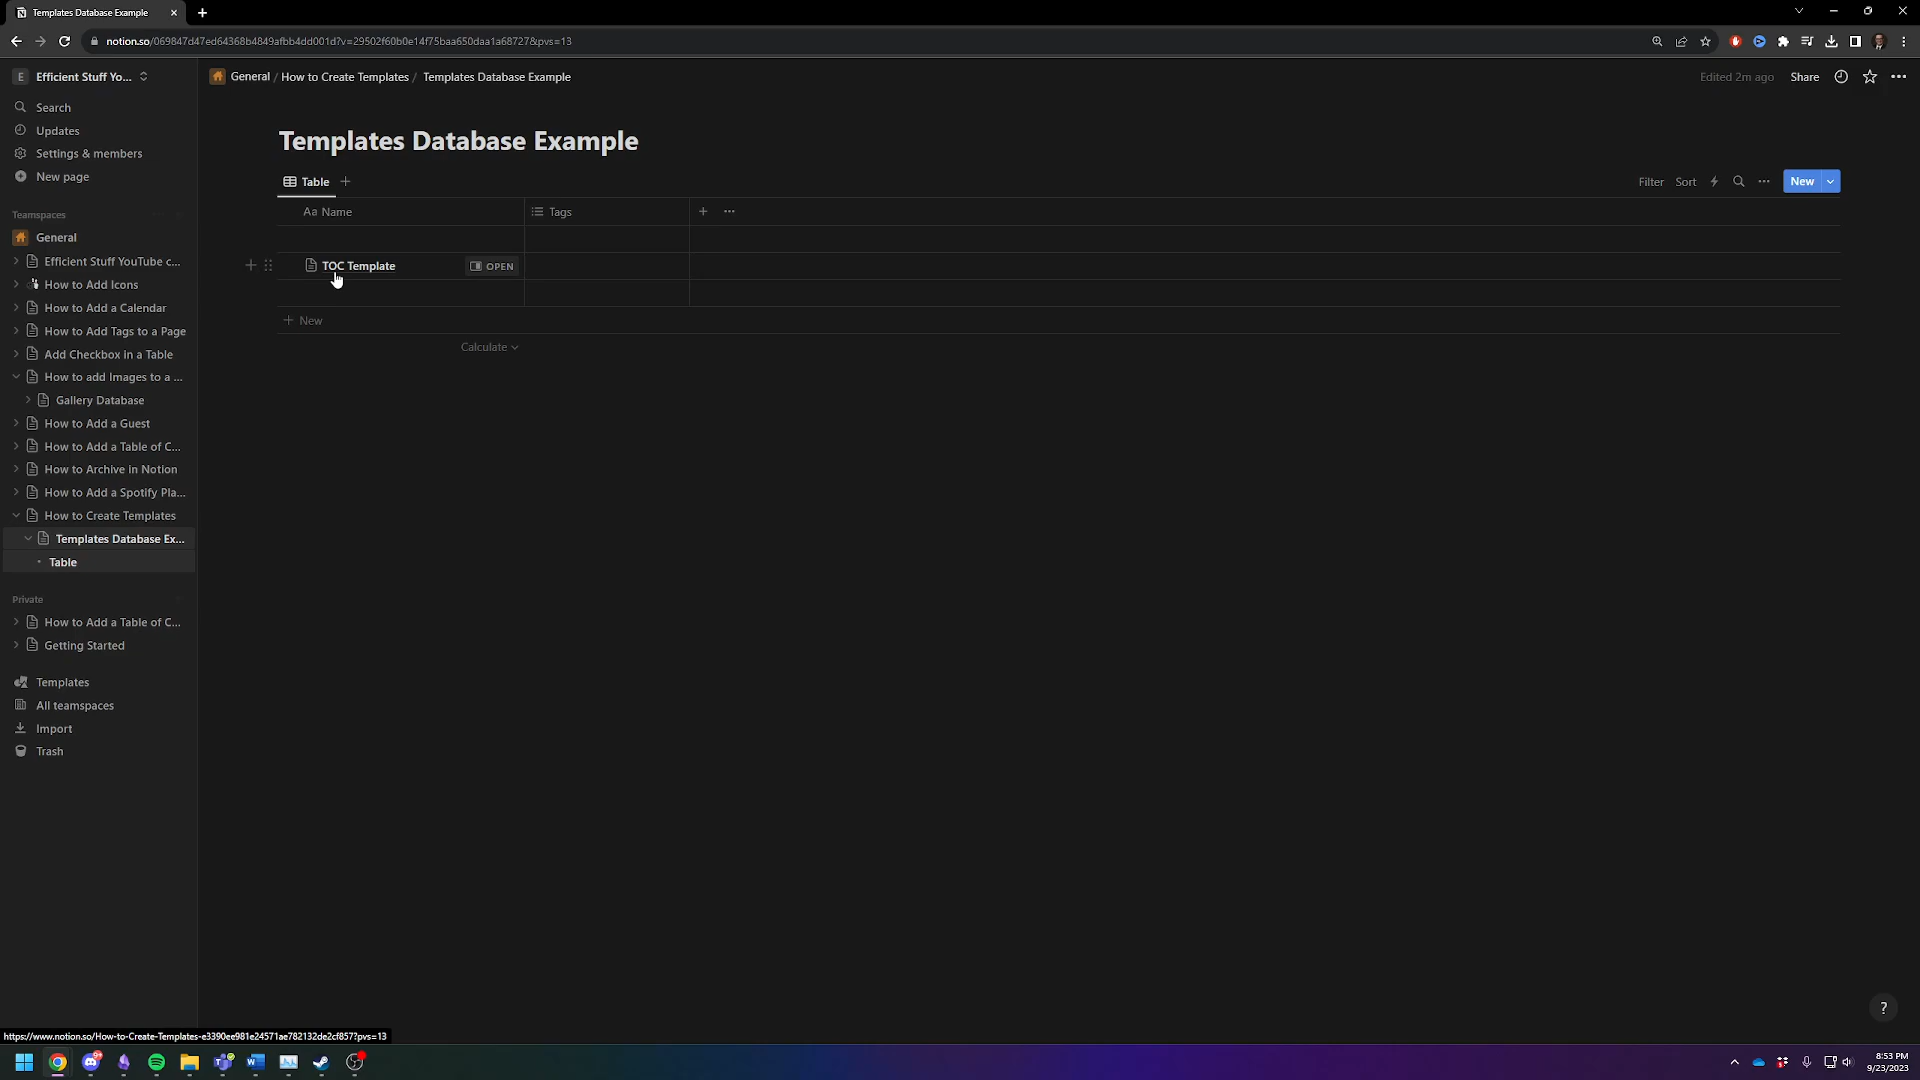 Templates Database Example
notion.so/069847d47ed64368b4849afbb4dd001d?v=29502f60b0e14f75baa650daa1a68727&pvs=13
E Efficient Stuff Yo...
General / How to Create Templates / Templates Database Example
Edited 2m ago Share
Search
Updates
Settings & members
New page
Teamspaces
General
Efficient Stuff YouTube c...
How to Add Icons
How to Add a Calendar
How to Add Tags to a Page
Add Checkbox in a Table
How to add Images to a ...
Gallery Database
How to Add a Guest
How to Add a Table of C...
How to Archive in Notion
How to Add a Spotify Pla...
How to Create Templates
Templates Database Ex...
Table
Private
How to Add a Table of C...
Getting Started
Templates
All teamspaces
Import
Trash
Templates Database Example
Table
Filter Sort New
Aa Name Tags
TOC Template OPEN
New
Calculate
?
https://www.notion.so/How-to-Create-Templates-e3390ee981e24571ae782132de2cf857?pvs=13
8:53 PM
9/23/2023